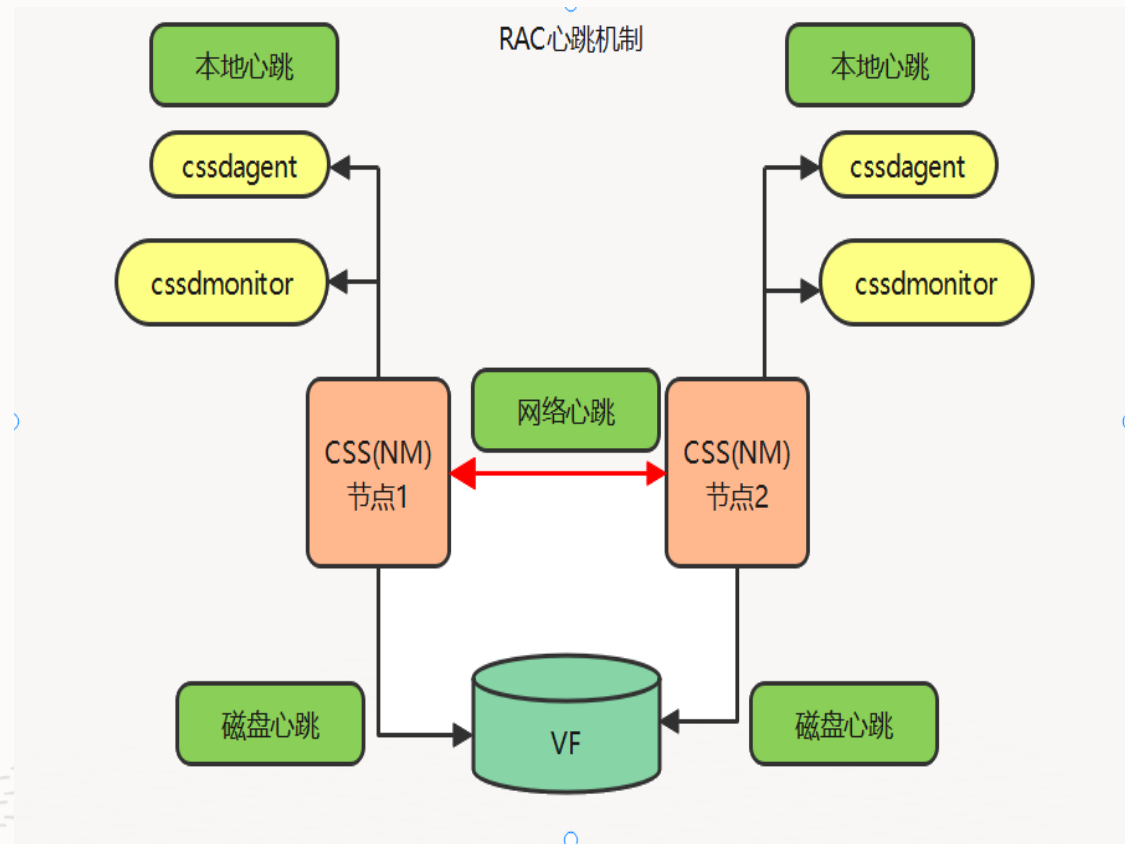 RAC心跳机制
本地心跳
本地心跳
cssdagent
cssdagent
cssdmonitor
cssdmonitor
网络心跳
CSS(NM)
节点1
CSS(NM)
节点2
磁盘心跳
VF
磁盘心跳